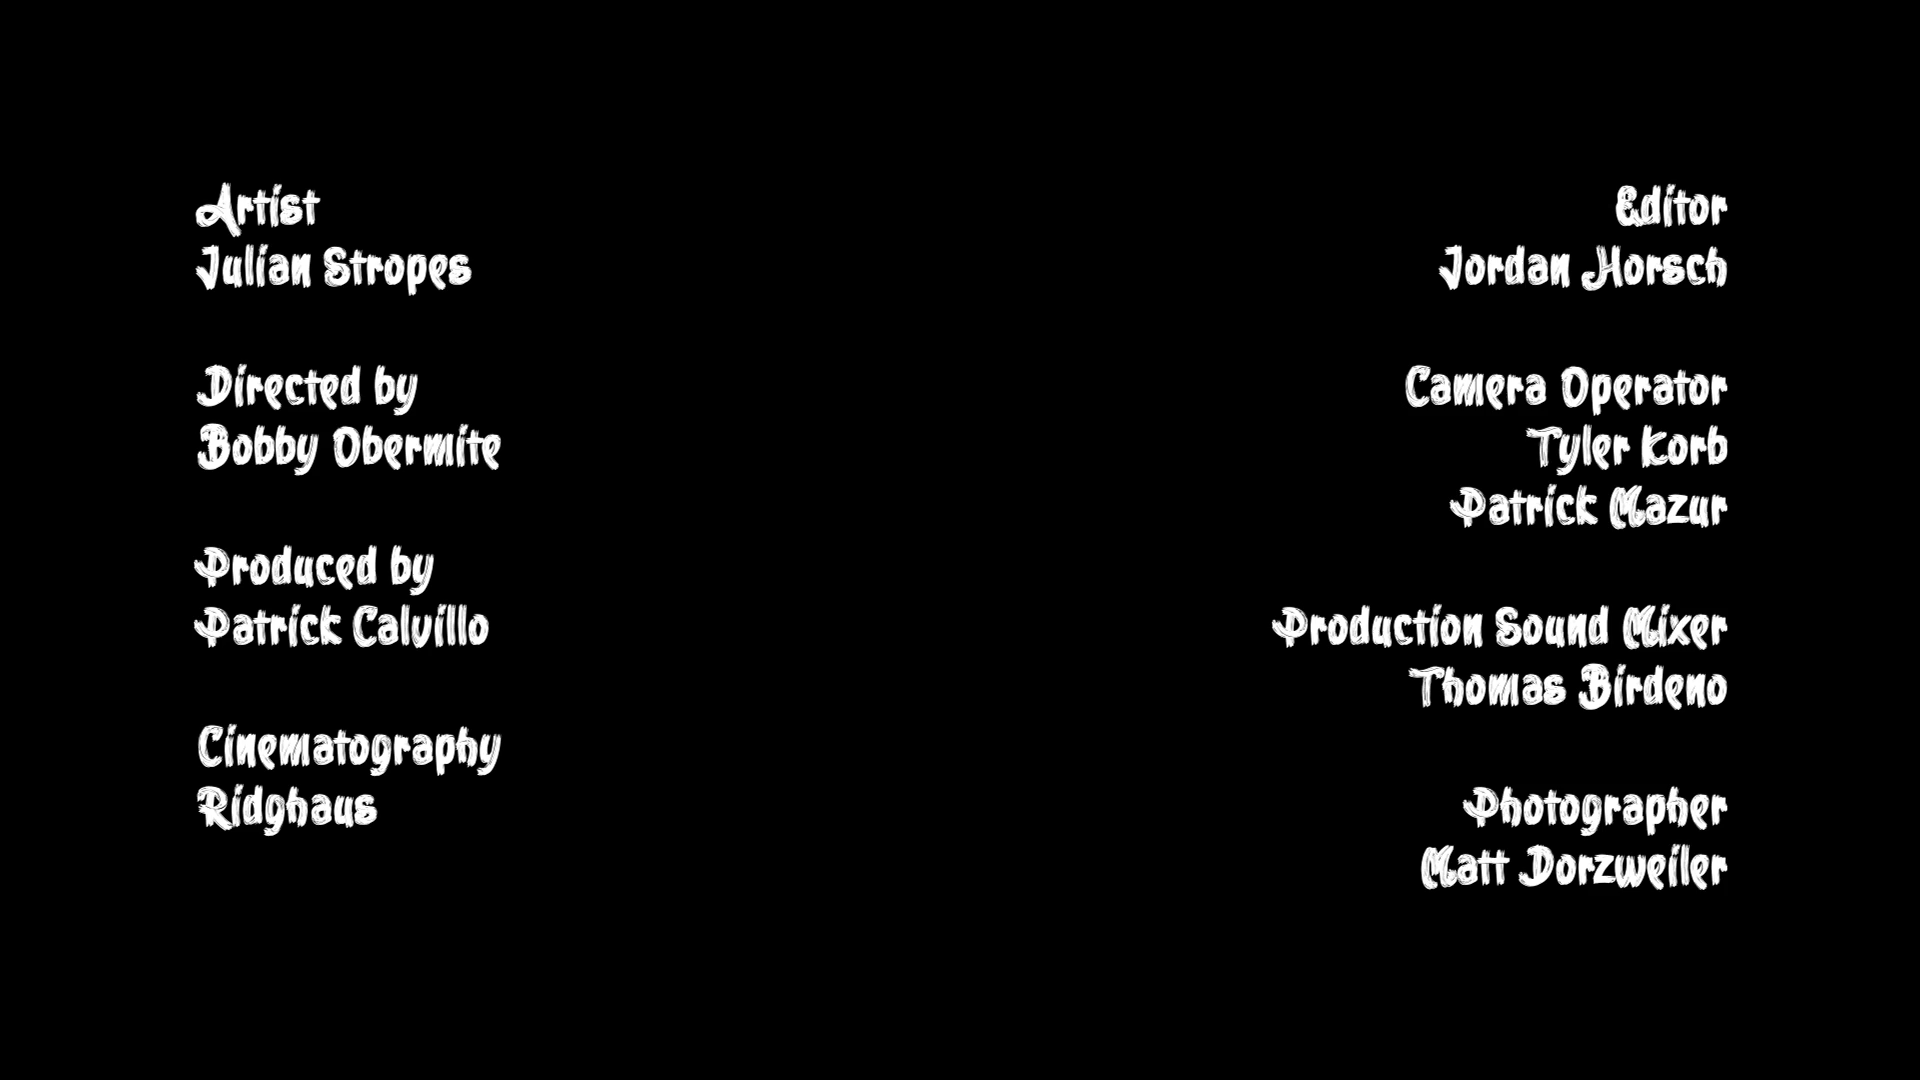 Artist
Julian Stropes
Directed by
Bobby Obermite
Produced by
Patrick Calvillo
Cinematography
Ridghaus
Editor
Jordan Horsch
Camera Operator
Tyler Korb
Patrick Mazur
Production Sound Mixer
Thomas Birdeno
Photographer
Matt Dorzweiler